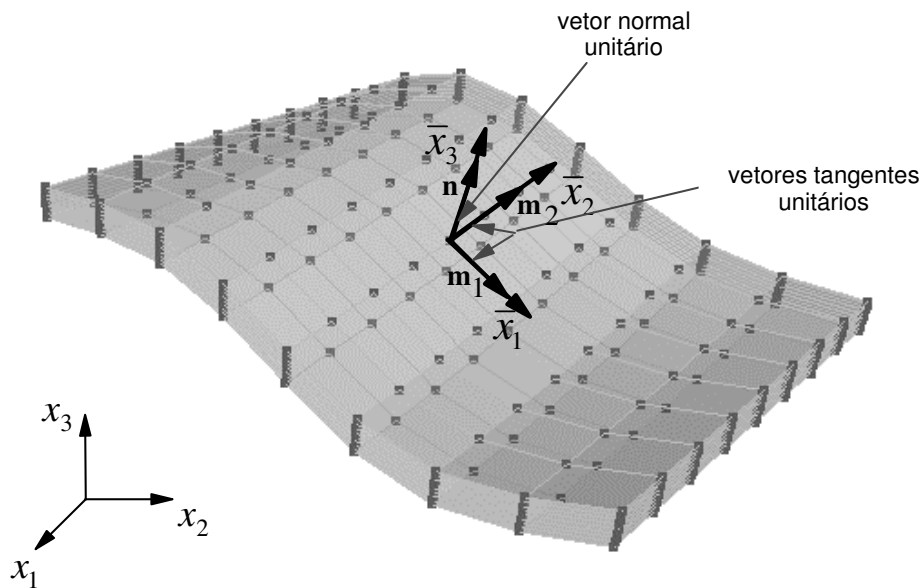 vetor normal
unitário
x̅₃
n
m₂
x̅₂
vetores tangentes
unitários
m₁
x̅₁
x₃
x₂
x₁